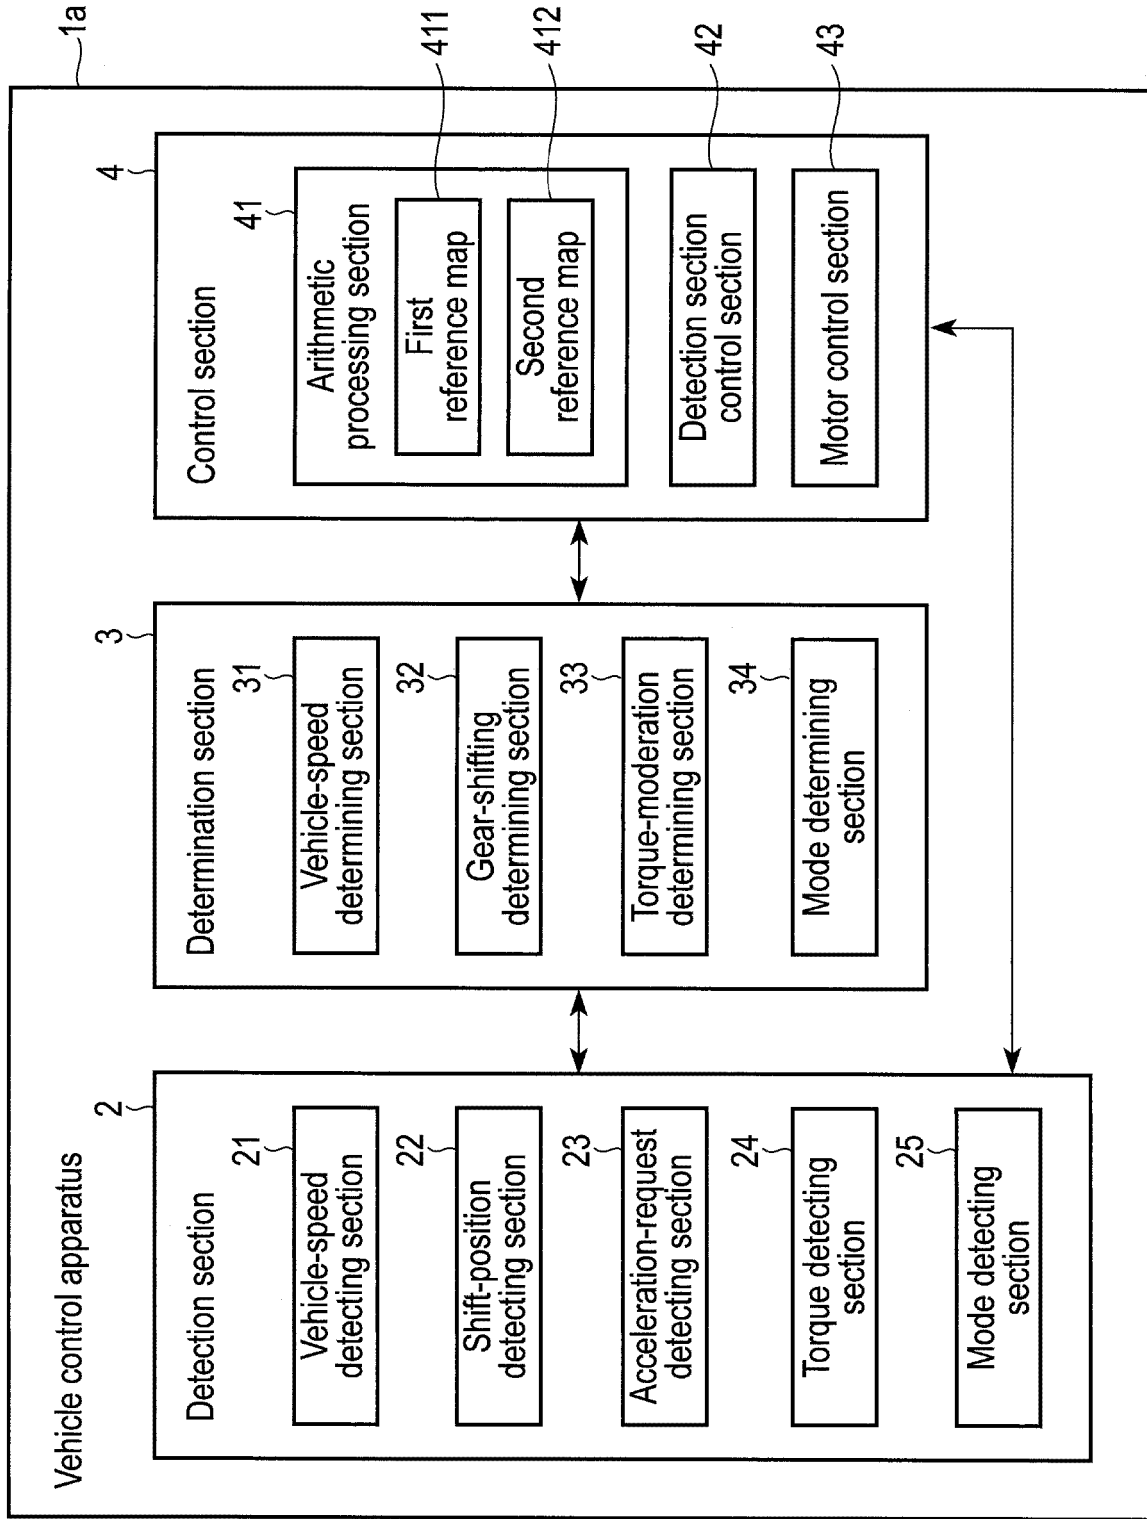 Vehicle control apparatus
1a
Detection section
2
Vehicle-speed
detecting section
21
Shift-position
detecting section
22
Acceleration-request
detecting section
23
Torque detecting
section
24
Mode detecting
section
25
Determination section
3
Vehicle-speed
determining section
31
Gear-shifting
determining section
32
Torque-moderation
determining section
33
Mode determining
section
34
Control section
4
Arithmetic
processing section
41
First
reference map
411
Second
reference map
412
Detection section
control section
42
Motor control section
43